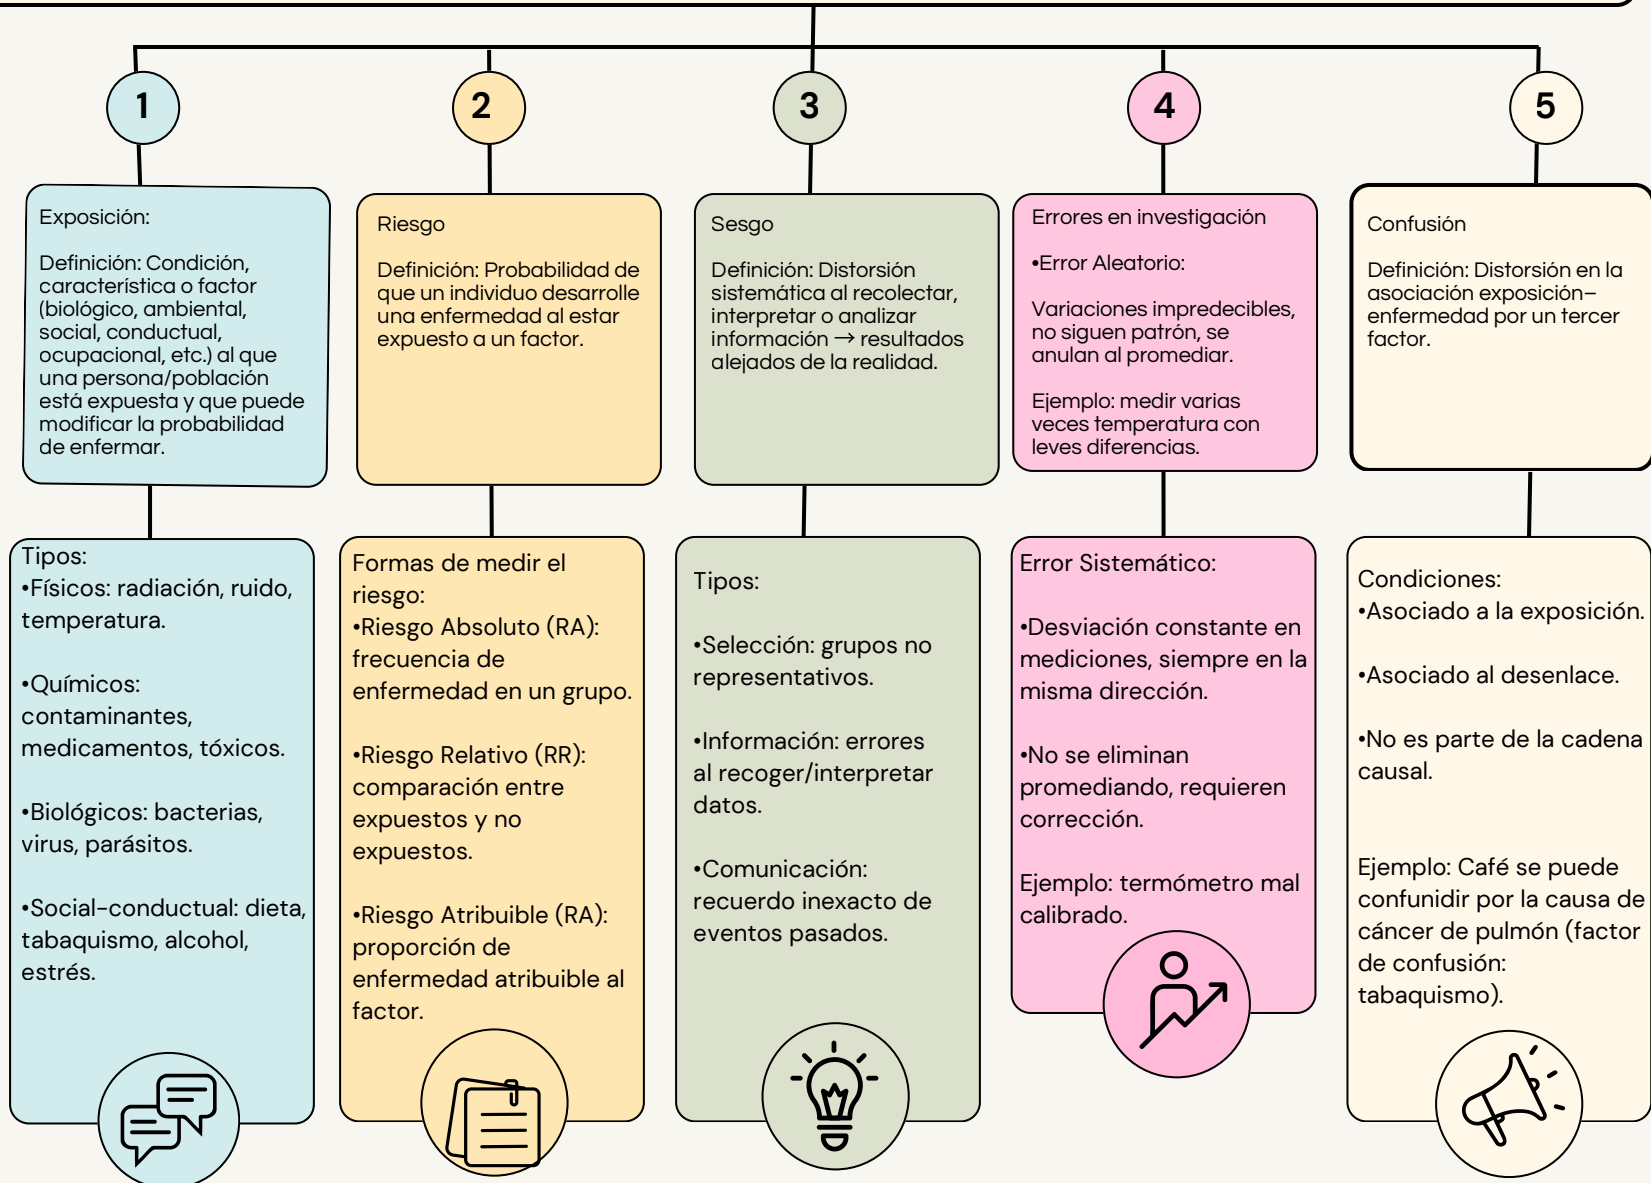 1
Exposición:
Definición: Condición,
característica o factor
(biológico, ambiental,
social, conductual,
ocupacional, etc.) al que
una persona/población
está expuesta y que puede
modificar la probabilidad
de enfermar.
Tipos:
•Físicos: radiación, ruido,
temperatura.
•Químicos:
contaminantes,
medicamentos, tóxicos.
•Biológicos: bacterias,
virus, parásitos.
•Social-conductual: dieta,
tabaquismo, alcohol,
estrés.
2
Riesgo
Definición: Probabilidad de
que un individuo desarrolle
una enfermedad al estar
expuesto a un factor.
Formas de medir el
riesgo:
•Riesgo Absoluto (RA):
frecuencia de
enfermedad en un grupo.
•Riesgo Relativo (RR):
comparación entre
expuestos y no
expuestos.
•Riesgo Atribuible (RA):
proporción de
enfermedad atribuible al
factor.
3
Sesgo
Definición: Distorsión
sistemática al recolectar,
interpretar o analizar
información → resultados
alejados de la realidad.
Tipos:
•Selección: grupos no
representativos.
•Información: errores
al recoger/interpretar
datos.
•Comunicación:
recuerdo inexacto de
eventos pasados.
4
Errores en investigación
•Error Aleatorio:
Variaciones impredecibles,
no siguen patrón, se
anulan al promediar.
Ejemplo: medir varias
veces temperatura con
leves diferencias.
Error Sistemático:
•Desviación constante en
mediciones, siempre en la
misma dirección.
•No se eliminan
promediando, requieren
corrección.
Ejemplo: termómetro mal
calibrado.
5
Confusión
Definición: Distorsión en la
asociación exposición–
enfermedad por un tercer
factor.
Condiciones:
•Asociado a la exposición.
•Asociado al desenlace.
•No es parte de la cadena
causal.
Ejemplo: Café se puede
confunidir por la causa de
cáncer de pulmón (factor
de confusión:
tabaquismo).